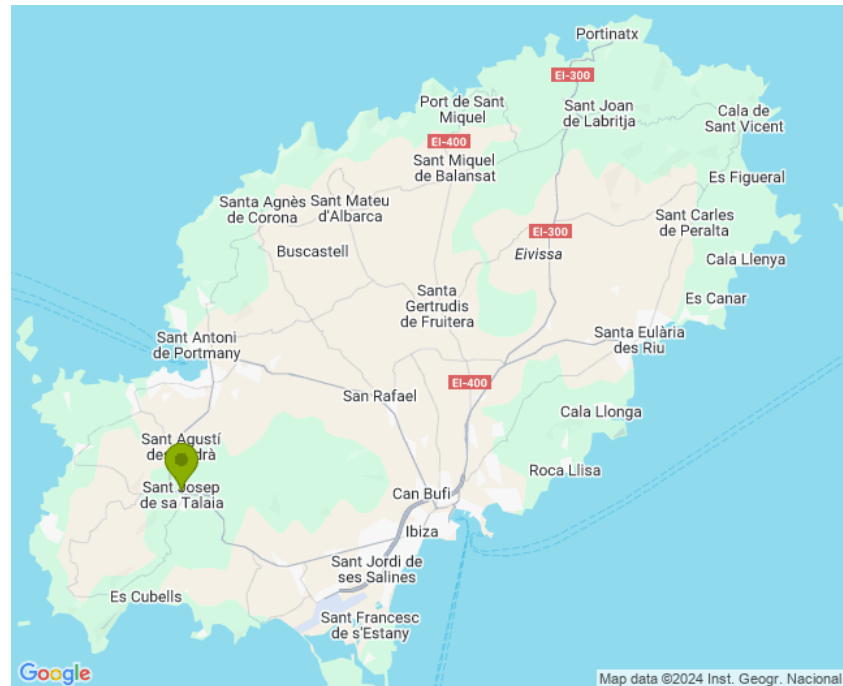 Portinatx
EI-300
Port de Sant
Miquel
Sant Joan
de Labritja
Cala de
Sant Vicent
EI-400
Sant Miquel
de Balansat
Es Figueral
Santa Agnès
de Corona
Sant Mateu
d'Albarca
Sant Carles
de Peralta
EI-300
Buscastell
Eivissa
Cala Llenya
Santa
Gertrudis
de Fruitera
Es Canar
Sant Antoni
de Portmany
Santa Eulària
des Riu
EI-400
San Rafael
Cala Llonga
Sant Agustí
Roca Llisa
Sant Josep
de sa Talaia
Can Bufi
Ibiza
Sant Jordi de
ses Salines
Es Cubells
Sant Francesc
de s'Estany
Google
Map data ©2024 Inst. Geogr. Nacional